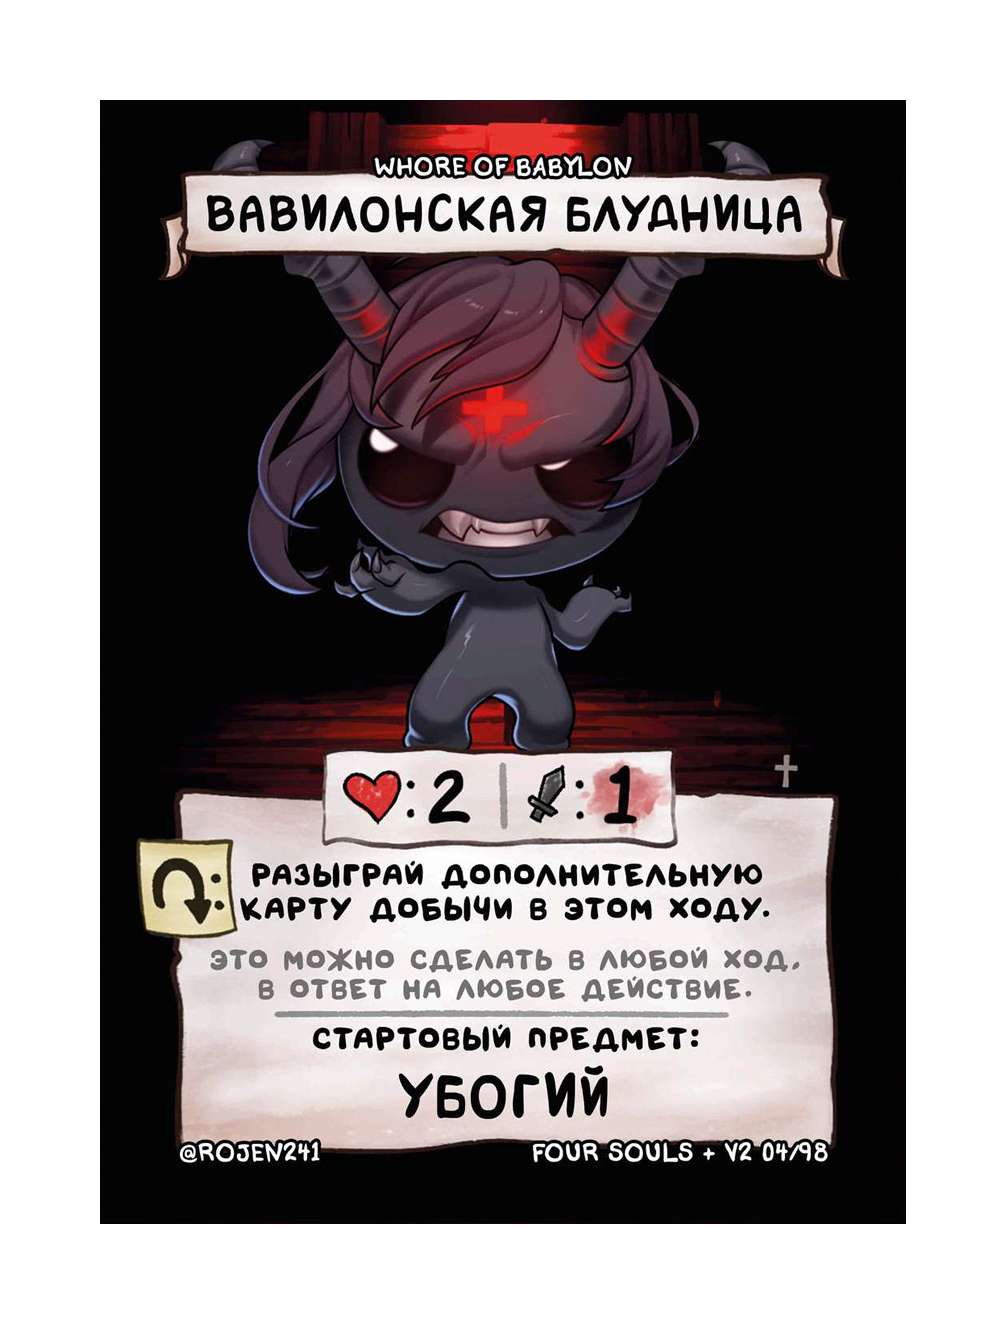 WHORE OF BABYLON
ВАВИЛОНСКАЯ БЛУДНИЦА
:2 :1
РАЗЫГРАЙ ДОПОЛНИТЕЛЬНУЮ
КАРТУ ДОБЫЧИ В ЭТОМ ХОДУ.
ЭТО МОЖНО СДЕЛАТЬ В ЛЮБОЙ ХОД,
В ОТВЕТ НА ЛЮБОЕ ДЕЙСТВИЕ.
СТАРТОВЫЙ ПРЕДМЕТ:
УБОГИЙ
@ROJEN241 FOUR SOULS + V2 04/98